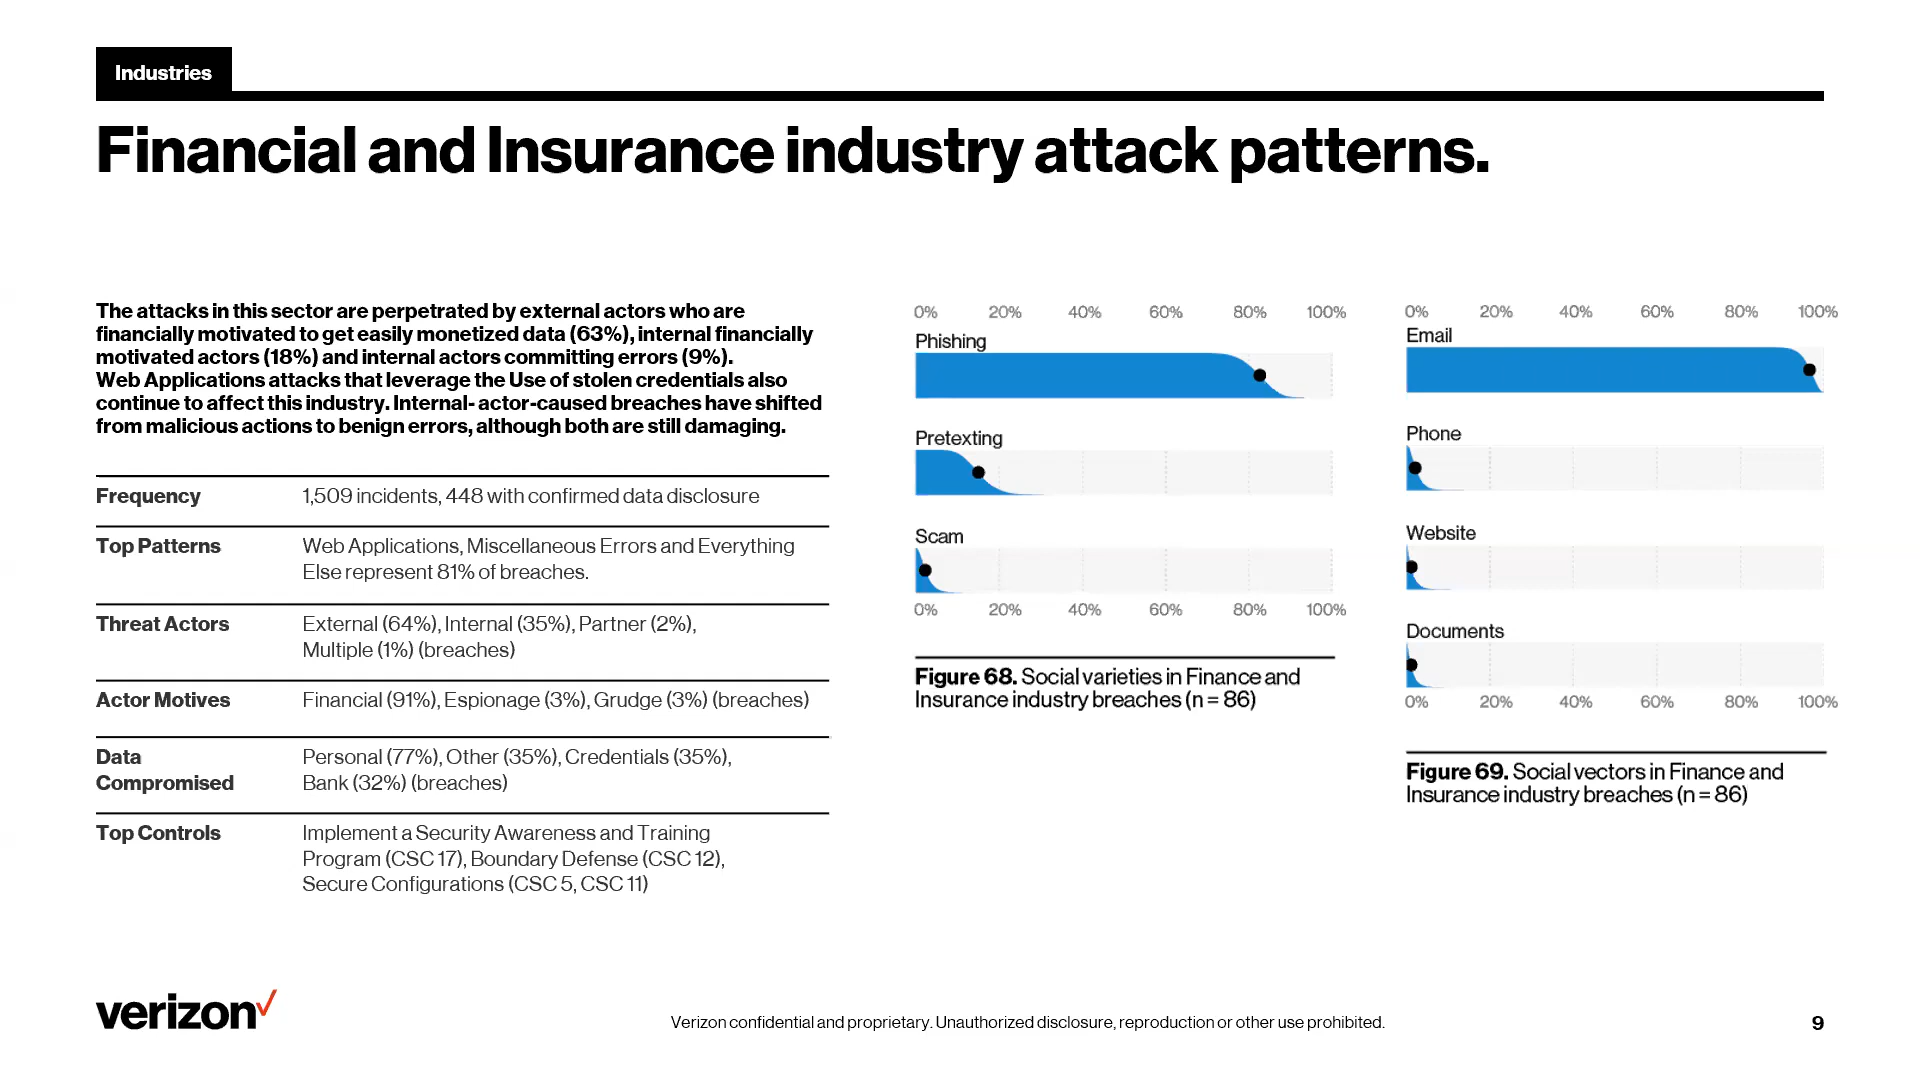 Industries
Financial and Insurance industry attack patterns.
The attacks in this sector are perpetrated by external actors who are
financially motivated to get easily monetized data (63%), internal financially
motivated actors (18%) and internal actors committing errors (9%).
Web Applications attacks that leverage the Use of stolen credentials also
continue to affect this industry. Internal- actor-caused breaches have shifted
from malicious actions to benign errors, although both are still damaging.
Frequency
1,509 incidents, 448 with confirmed data disclosure
Top Patterns
Web Applications, Miscellaneous Errors and Everything
Else represent 81% of breaches.
Threat Actors
External (64%), Internal (35%), Partner (2%),
Multiple (1%) (breaches)
Actor Motives
Financial (91%), Espionage (3%), Grudge (3%) (breaches)
Data
Compromised
Personal (77%), Other (35%), Credentials (35%),
Bank (32%) (breaches)
Top Controls
Implement a Security Awareness and Training
Program (CSC 17), Boundary Defense (CSC 12),
Secure Configurations (CSC 5, CSC 11)
0% 20% 40% 60% 80% 100%
Phishing
Pretexting
Scam
0% 20% 40% 60% 80% 100%
Figure 68. Social varieties in Finance and
Insurance industry breaches (n = 86)
0% 20% 40% 60% 80% 100%
Email
Phone
Website
Documents
0% 20% 40% 60% 80% 100%
Figure 69. Social vectors in Finance and
Insurance industry breaches (n = 86)
verizon
Verizon confidential and proprietary. Unauthorized disclosure, reproduction or other use prohibited.
9